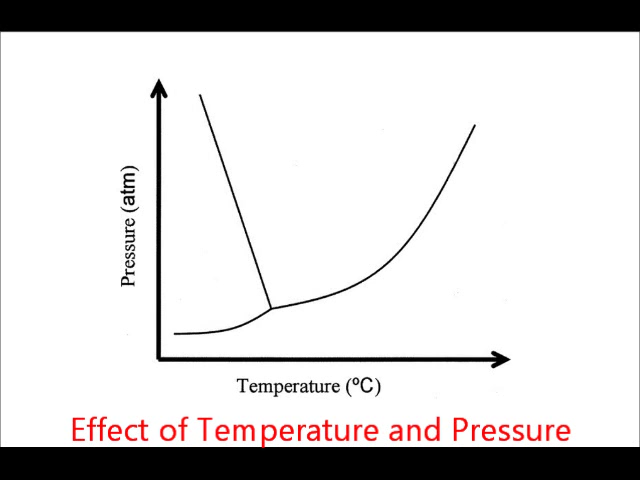 Pressure (atm)
Temperature (ºC)
Effect of Temperature and Pressure